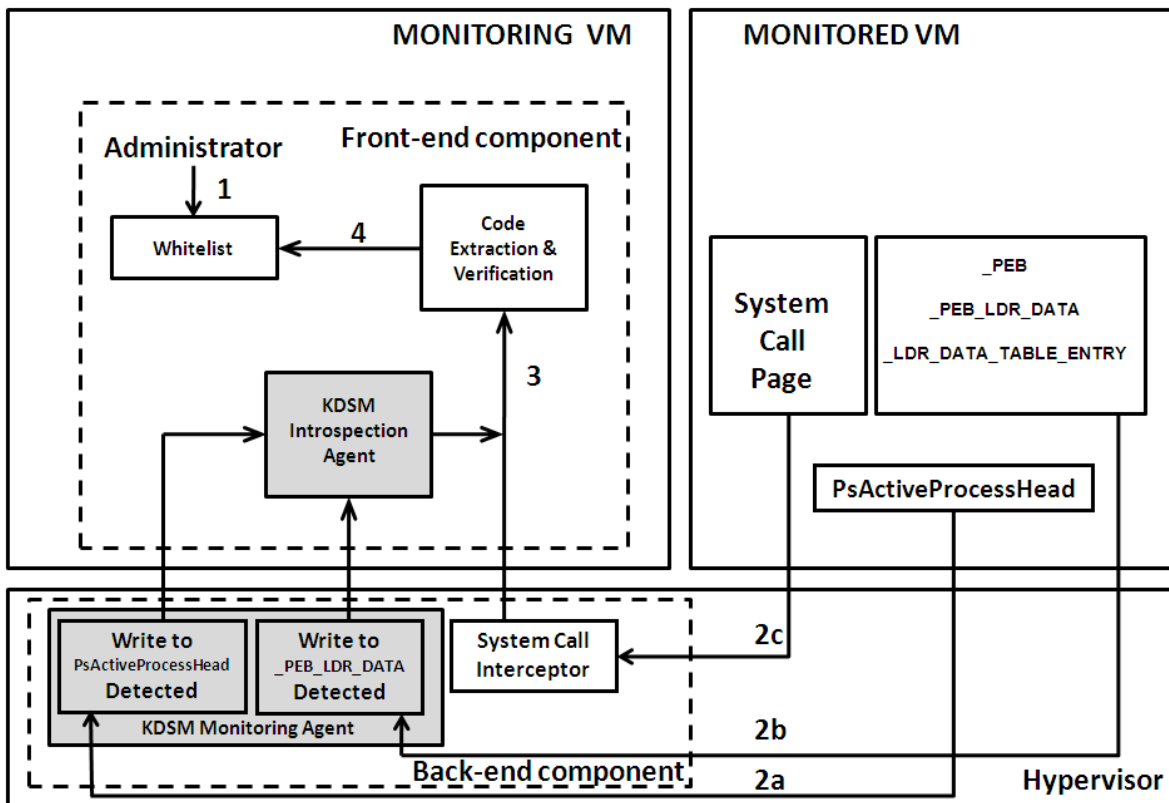 MONITORING VM
MONITORED VM
Front-end component
Administrator
1
Whitelist
4
Code
Extraction &
Verification
3
KDSM
Introspection
Agent
System
Call
Page
_PEB
_PEB_LDR_DATA
_LDR_DATA_TABLE_ENTRY
PsActiveProcessHead
Write to
PsActiveProcessHead
Detected
Write to
_PEB_LDR_DATA
Detected
KDSM Monitoring Agent
System Call
Interceptor
2c
2b
Back-end component
2a
Hypervisor